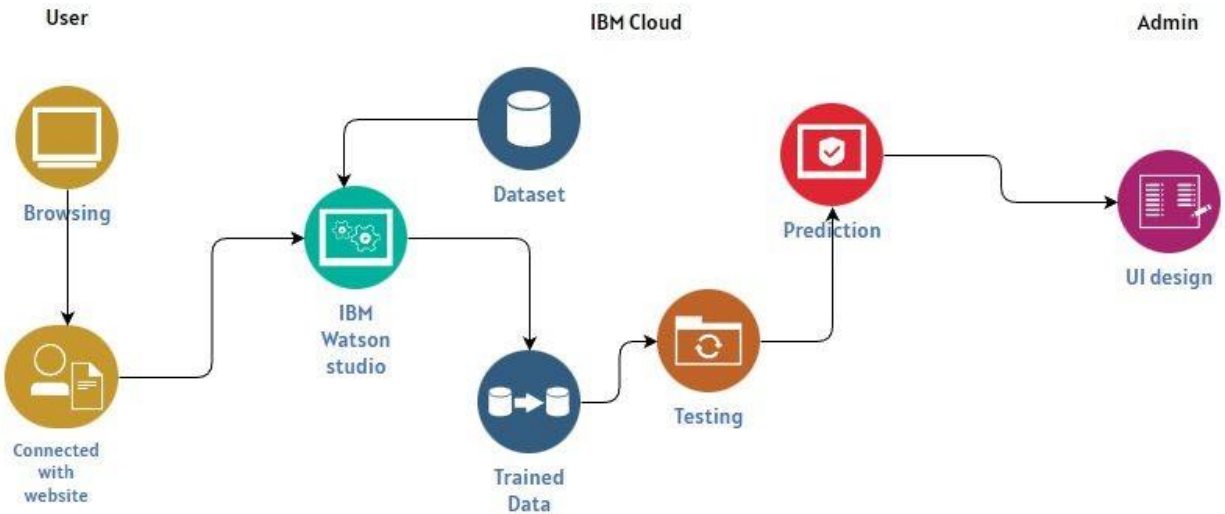 User
IBM Cloud
Admin
Browsing
Dataset
Prediction
UI design
IBM
Watson
studio
Testing
Connected
with
website
Trained
Data